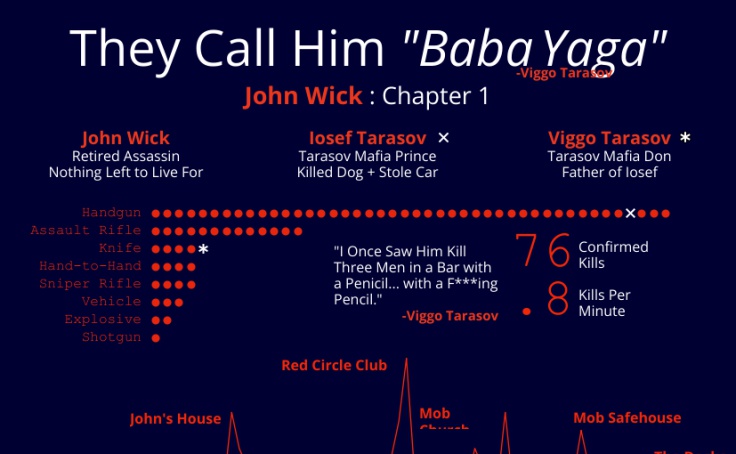 They Call Him "Baba Yaga"
-Viggo Tarasov
John Wick : Chapter 1
John Wick
Retired Assassin
Nothing Left to Live For
Iosef Tarasov ×
Tarasov Mafia Prince
Killed Dog + Stole Car
Viggo Tarasov *
Tarasov Mafia Don
Father of Iosef
Handgun
Assault Rifle
Knife *
Hand-to-Hand
Sniper Rifle
Vehicle
Explosive
Shotgun
"I Once Saw Him Kill
Three Men in a Bar with
a Penicil... with a F***ing
Pencil."
-Viggo Tarasov
76 Confirmed
Kills
.8 Kills Per
Minute
Red Circle Club
John's House
Mob
Church
Mob Safehouse